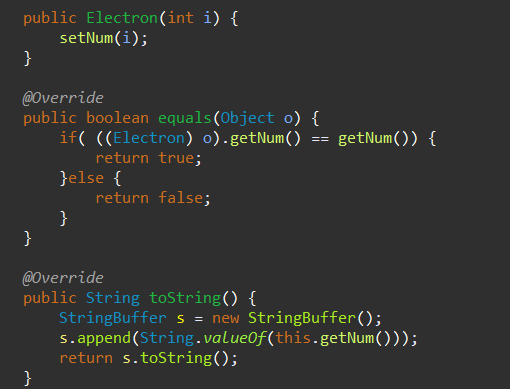 public Electron(int i) {
    setNum(i);
}

@Override
public boolean equals(Object o) {
    if( ((Electron) o).getNum() == getNum()) {
        return true;
    }else {
        return false;
    }
}

@Override
public String toString() {
    StringBuffer s = new StringBuffer();
    s.append(String.valueOf(this.getNum()));
    return s.toString();
}